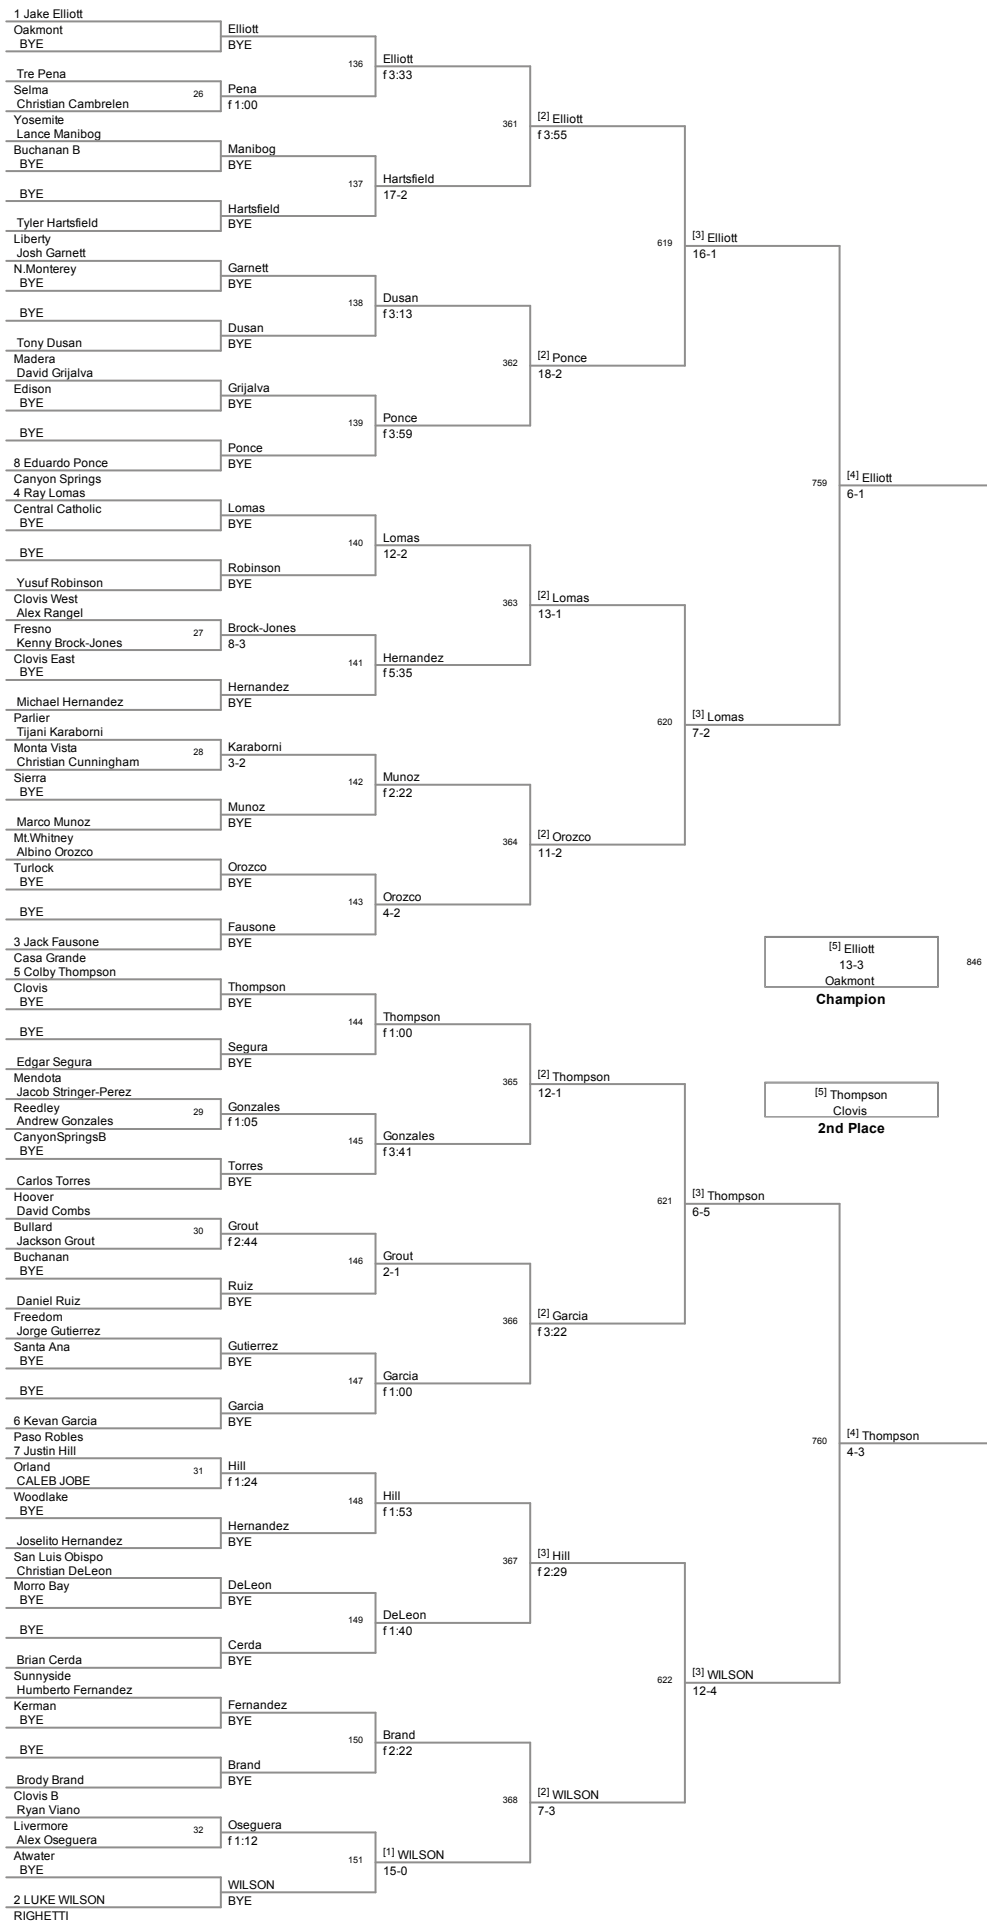 1 Jake Elliott
Oakmont
BYE
Tre Pena
Selma
Christian Cambrelen
Yosemite
Lance Manibog
Buchanan B
BYE
BYE
Tyler Hartsfield
Liberty
Josh Garnett
N.Monterey
BYE
BYE
Tony Dusan
Madera
David Grijalva
Edison
BYE
BYE
8 Eduardo Ponce
Canyon Springs
4 Ray Lomas
Central Catholic
BYE
BYE
Yusuf Robinson
Clovis West
Alex Rangel
Fresno
Kenny Brock-Jones
Clovis East
BYE
Michael Hernandez
Parlier
Tijani Karaborni
Monta Vista
Christian Cunningham
Sierra
BYE
Marco Munoz
Mt.Whitney
Albino Orozco
Turlock
BYE
BYE
3 Jack Fausone
Casa Grande
5 Colby Thompson
Clovis
BYE
BYE
Edgar Segura
Mendota
Jacob Stringer-Perez
Reedley
Andrew Gonzales
CanyonSpringsB
BYE
Carlos Torres
Hoover
David Combs
Bullard
Jackson Grout
Buchanan
BYE
Daniel Ruiz
Freedom
Jorge Gutierrez
Santa Ana
BYE
BYE
6 Kevan Garcia
Paso Robles
7 Justin Hill
Orland
CALEB JOBE
Woodlake
BYE
Joselito Hernandez
San Luis Obispo
Christian DeLeon
Morro Bay
BYE
BYE
Brian Cerda
Sunnyside
Humberto Fernandez
Kerman
BYE
BYE
Brody Brand
Clovis B
Ryan Viano
Livermore
Alex Oseguera
Atwater
BYE
2 LUKE WILSON
RIGHETTI
Elliott
BYE
26 Pena
f 1:00
Manibog
BYE
Hartsfield
BYE
Garnett
BYE
Dusan
BYE
Grijalva
BYE
Ponce
BYE
Lomas
BYE
Robinson
BYE
27 Brock-Jones
8-3
Hernandez
BYE
28 Karaborni
3-2
Munoz
BYE
Orozco
BYE
Fausone
BYE
Thompson
BYE
Segura
BYE
29 Gonzales
f 1:05
Torres
BYE
30 Grout
f 2:44
Ruiz
BYE
Gutierrez
BYE
Garcia
BYE
31 Hill
f 1:24
Hernandez
BYE
DeLeon
BYE
Cerda
BYE
Fernandez
BYE
Brand
BYE
32 Oseguera
f 1:12
WILSON
BYE
136 Elliott
f 3:33
137 Hartsfield
17-2
138 Dusan
f 3:13
139 Ponce
f 3:59
140 Lomas
12-2
141 Hernandez
f 5:35
142 Munoz
f 2:22
143 Orozco
4-2
144 Thompson
f 1:00
145 Gonzales
f 3:41
146 Grout
2-1
147 Garcia
f 1:00
148 Hill
f 1:53
149 DeLeon
f 1:40
150 Brand
f 2:22
151 [1] WILSON
15-0
361 [2] Elliott
f 3:55
362 [2] Ponce
18-2
363 [2] Lomas
13-1
364 [2] Orozco
11-2
365 [2] Thompson
12-1
366 [2] Garcia
f 3:22
367 [3] Hill
f 2:29
368 [2] WILSON
7-3
619 [3] Elliott
16-1
620 [3] Lomas
7-2
621 [3] Thompson
6-5
622 [3] WILSON
12-4
759 [4] Elliott
6-1
760 [4] Thompson
4-3
[5] Elliott
13-3
Oakmont
846
Champion
[5] Thompson
Clovis
2nd Place